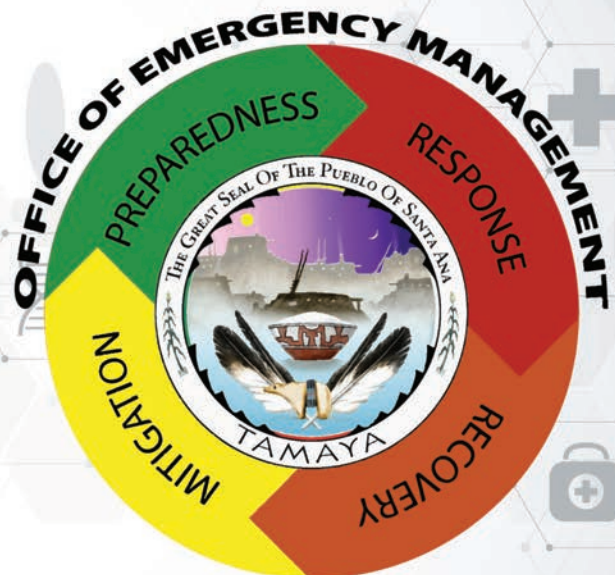 OFFICE OF EMERGENCY MANAGEMENT
PREPAREDNESS
RESPONSE
THE GREAT SEAL OF THE PUEBLO OF SANTA ANA
TAMAYA
MITIGATION
RECOVERY